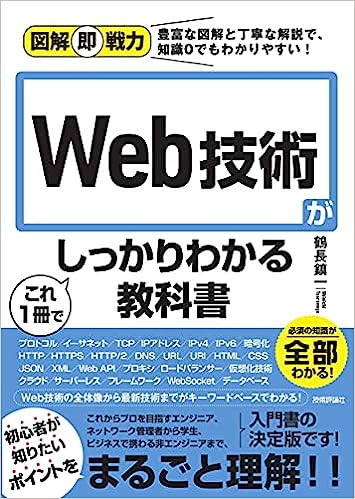 図解即戦力
豊富な図解と丁寧な解説で、
知識0でもわかりやすい！
Web技術が
しっかりわかる
教科書
これ
1冊で
鶴長鎮一
プロトコル／イーサネット／TCP／IPアドレス／IPv4／IPv6／暗号化
HTTP／HTTPS／HTTP/2／DNS／URL／URI／HTML／CSS
JSON／XML／Web API／プロキシ／ロードバランサー／仮想化技術
クラウド／サーバーレス／フレームワーク／WebSocket／データベース
Web技術の全体像から最新技術までがキーワードベースでわかる！
必須の知識が
全部
わかる！
技術評論社
初心者が
知りたい
ポイントを
これからプロを目指すエンジニア、
ネットワーク管理者から学生、
ビジネスで携わる非エンジニアまで、
入門書の
決定版です！
まるごと理解！！